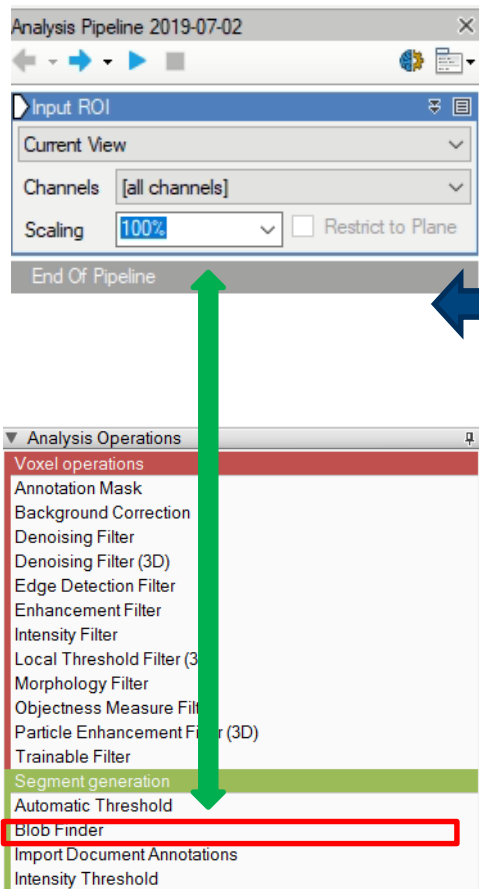 Analysis Pipeline 2019-07-02
Input ROI
Current View
Channels [all channels]
Scaling 100% Restrict to Plane
End Of Pipeline
Analysis Operations
Voxel operations
Annotation Mask
Background Correction
Denoising Filter
Denoising Filter (3D)
Edge Detection Filter
Enhancement Filter
Intensity Filter
Local Threshold Filter (3
Morphology Filter
Objectness Measure Filt
Particle Enhancement Filter (3D)
Trainable Filter
Segment generation
Automatic Threshold
Blob Finder
Import Document Annotations
Intensity Threshold